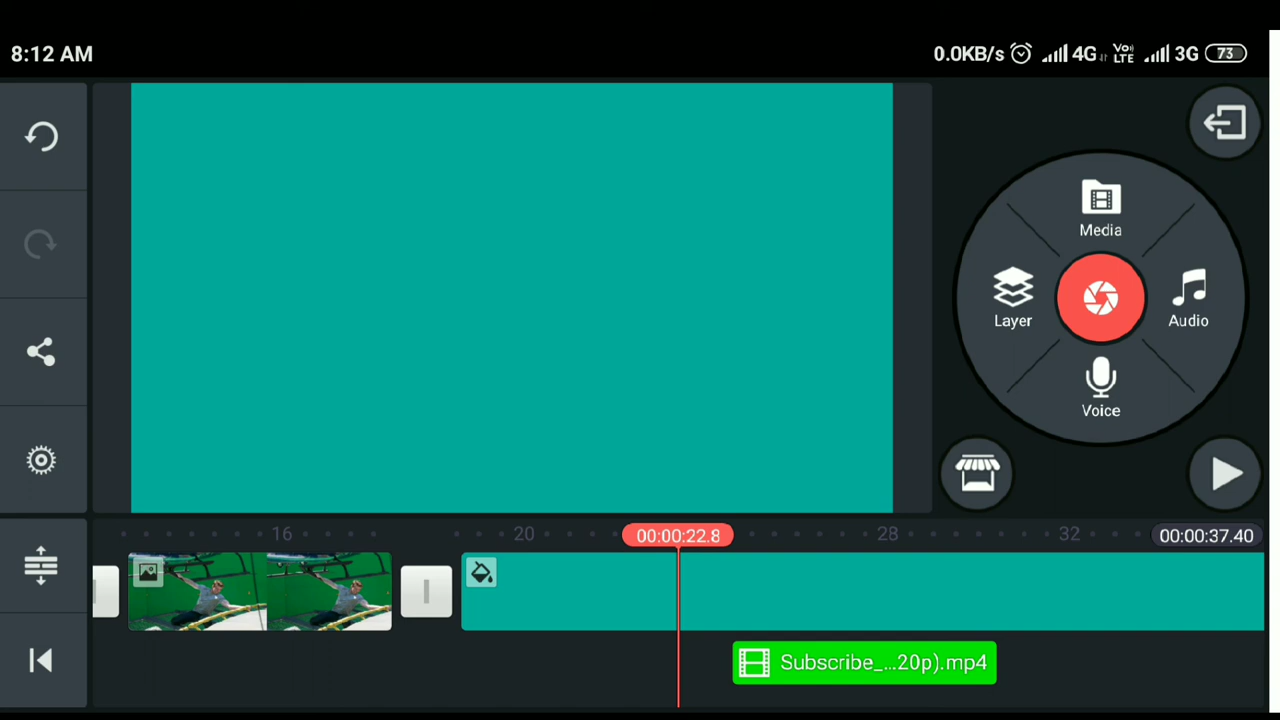 8:12 AM
0.0KB/s 4G Vo) LTE 3G 73
Media
Layer
Audio
Voice
16 20 00:00:22.8 28 32 00:00:37.40
Subscribe_...20p).mp4